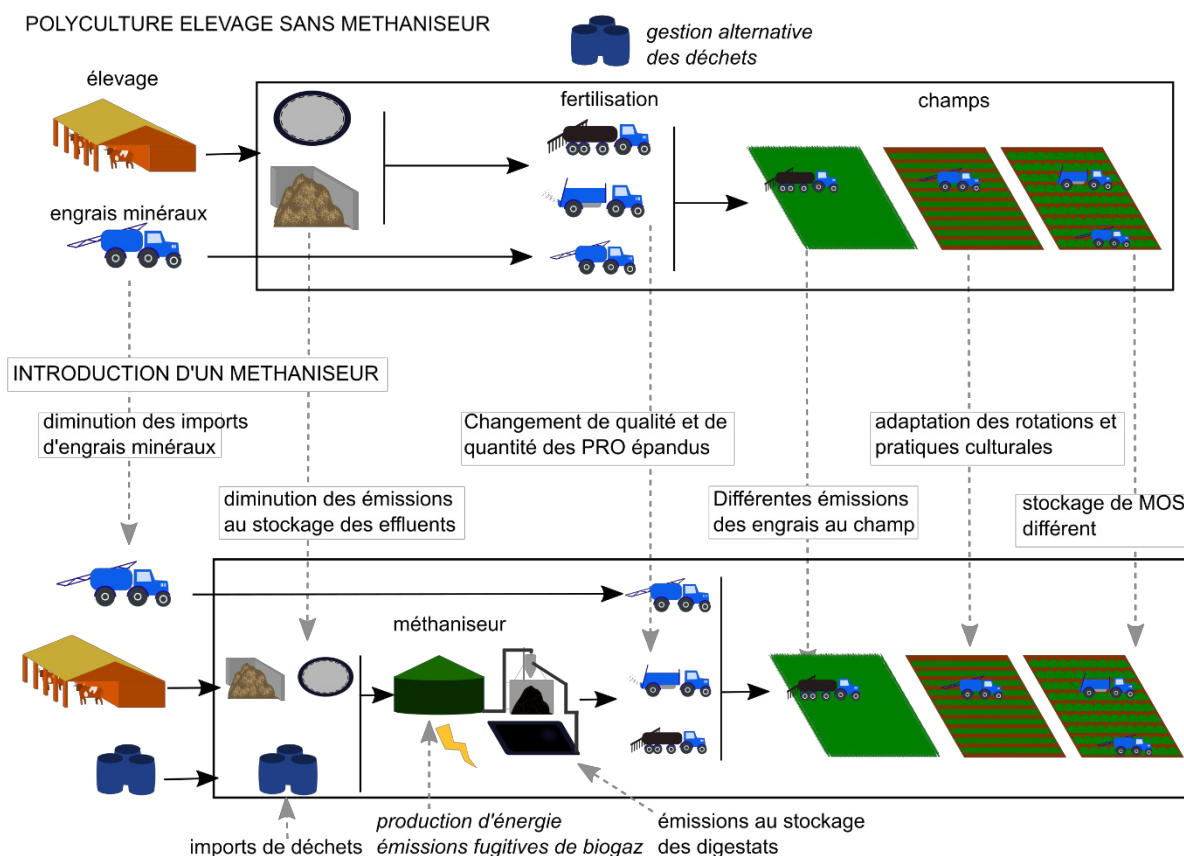 POLYCULTURE ELEVAGE SANS METHANISEUR
gestion alternative
des déchets
élevage
fertilisation
champs
engrais minéraux
INTRODUCTION D'UN METHANISEUR
diminution des imports
d'engrais minéraux
Changement de qualité et de
quantité des PRO épandus
adaptation des rotations et
pratiques culturales
diminution des émissions
au stockage des effluents
Différentes émissions
des engrais au champ
stockage de MOS
différent
méthaniseur
imports de déchets
production d'énergie
émissions fugitives de biogaz
émissions au stockage
des digestats